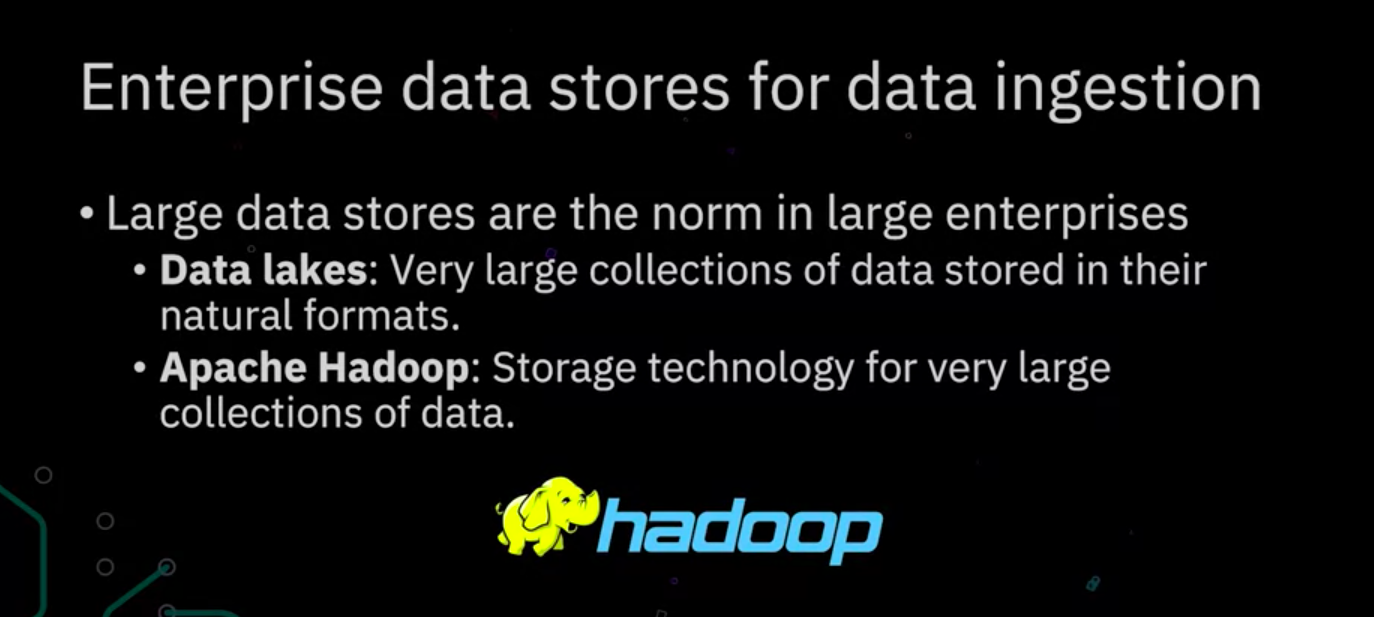 Enterprise data stores for data ingestion
• Large data stores are the norm in large enterprises
• Data lakes: Very large collections of data stored in their
natural formats.
• Apache Hadoop: Storage technology for very large
collections of data.
hadoop